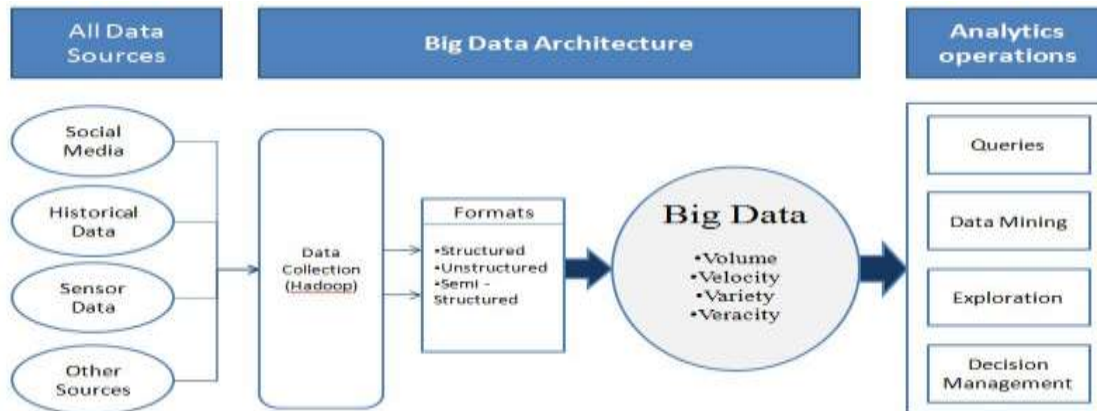 All Data
Sources
Big Data Architecture
Analytics
operations
Social
Media
Historical
Data
Sensor
Data
Other
Sources
Data
Collection
(Hadoop)
Formats
•Structured
•Unstructured
•Semi -
Structured
Big Data
•Volume
•Velocity
•Variety
•Veracity
Queries
Data Mining
Exploration
Decision
Management